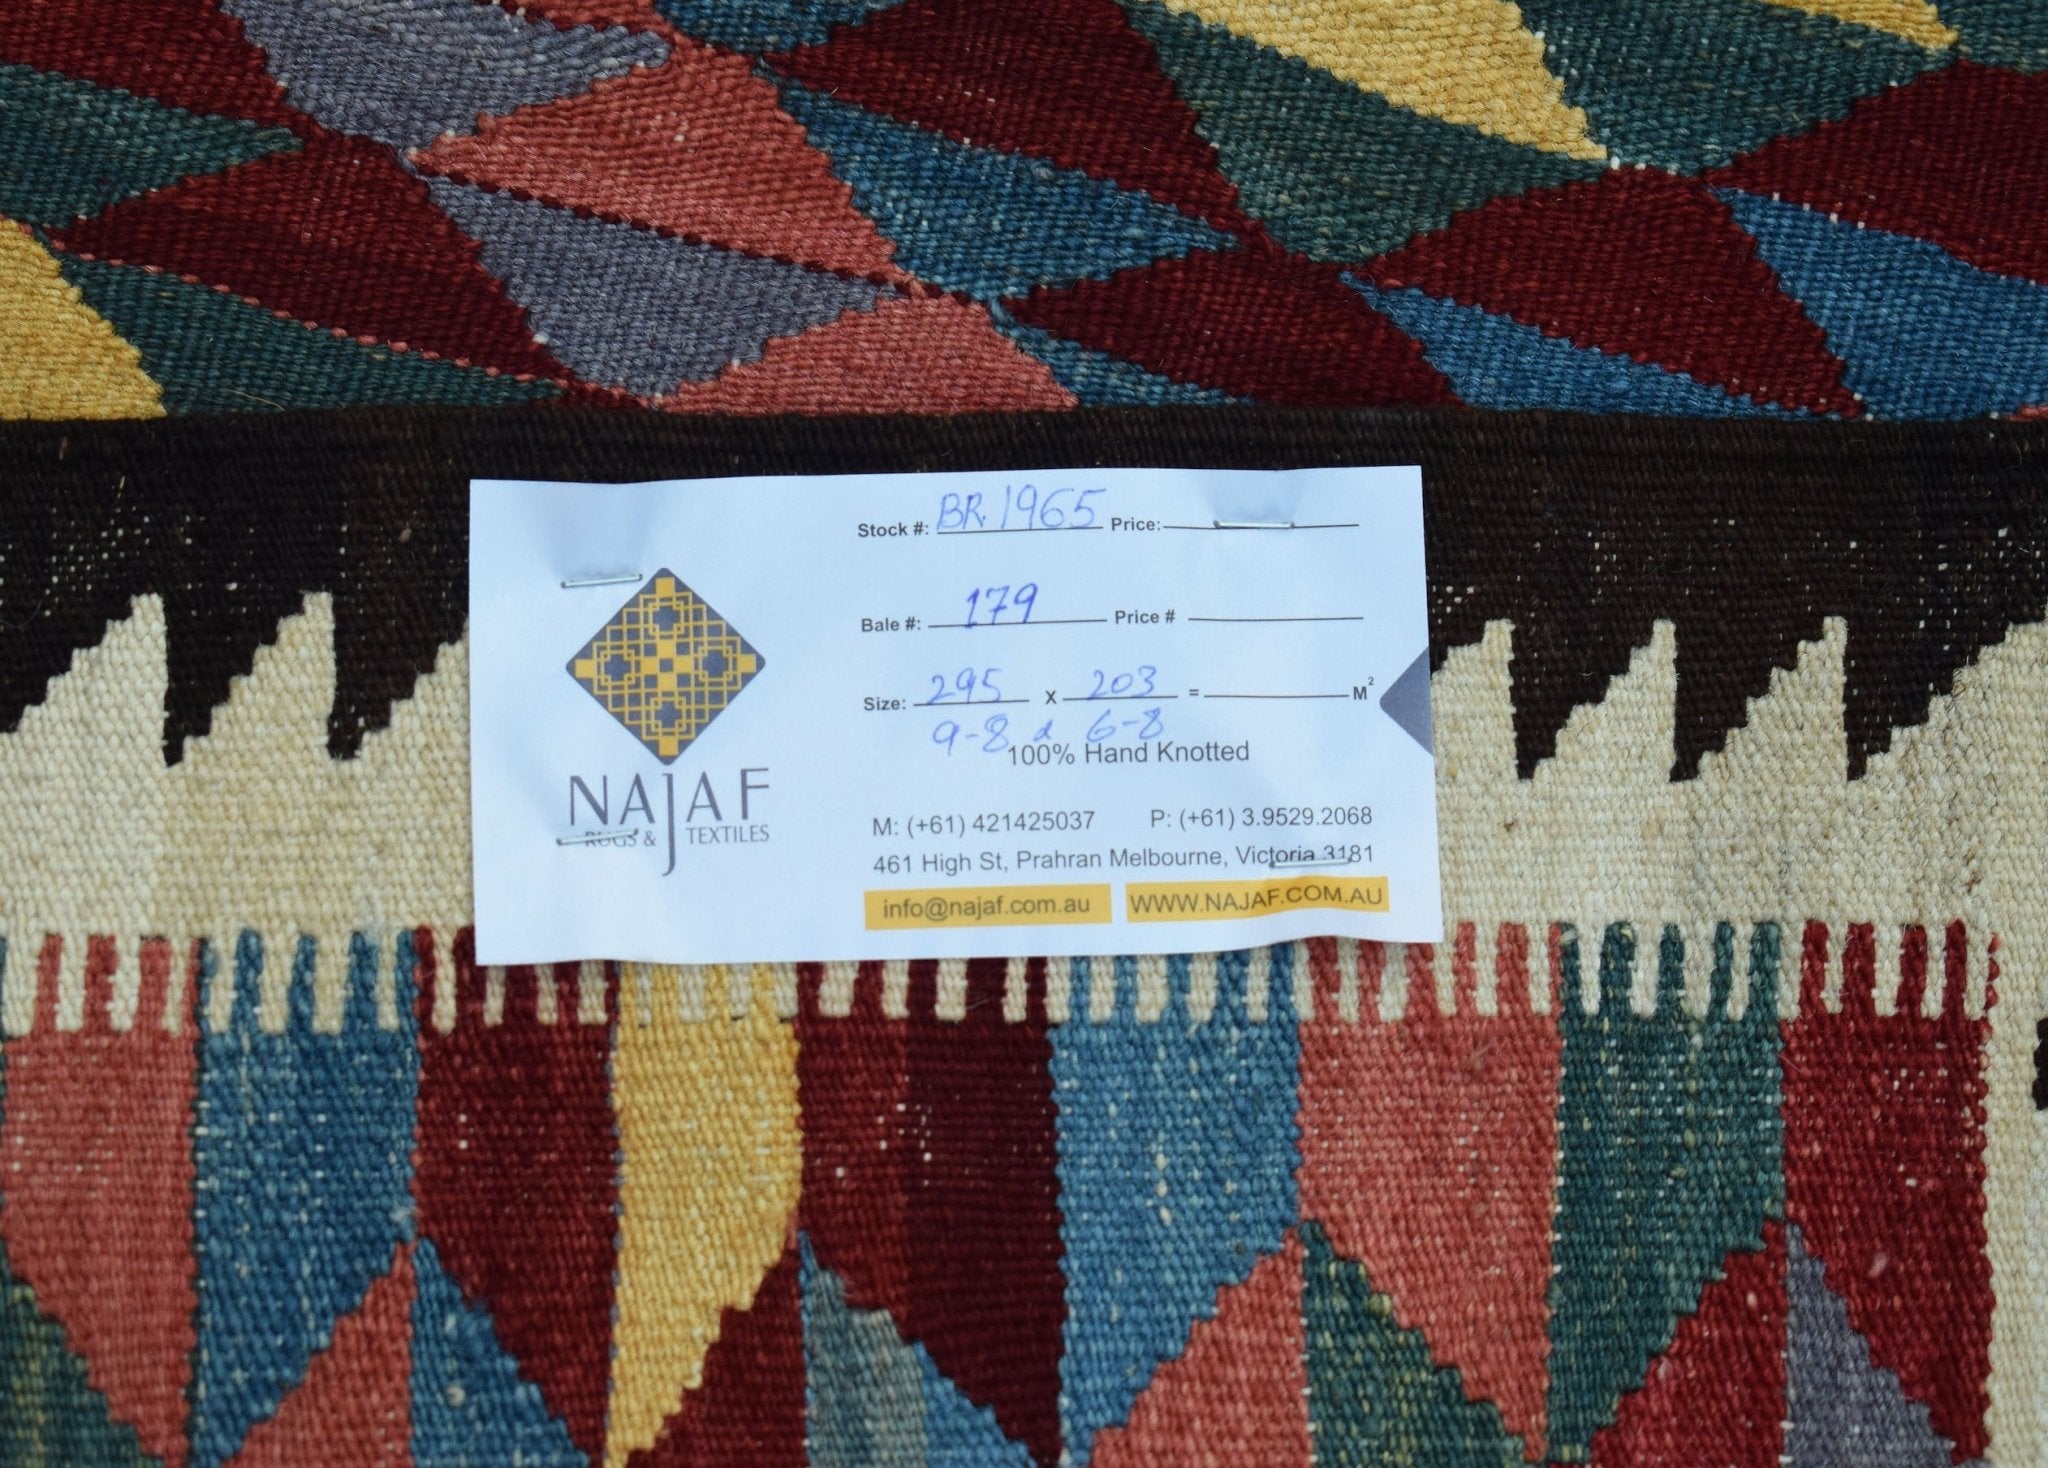 Stock #: BR.1965 Price:
Bale #: 179 Price #
Size: 295 x 203 = M²
9-8 x 6-8
100% Hand Knotted
NAJAF
RUGS & TEXTILES
M: (+61) 421425037 P: (+61) 3.9529.2068
461 High St, Prahran Melbourne, Victoria 3181
info@najaf.com.au WWW.NAJAF.COM.AU